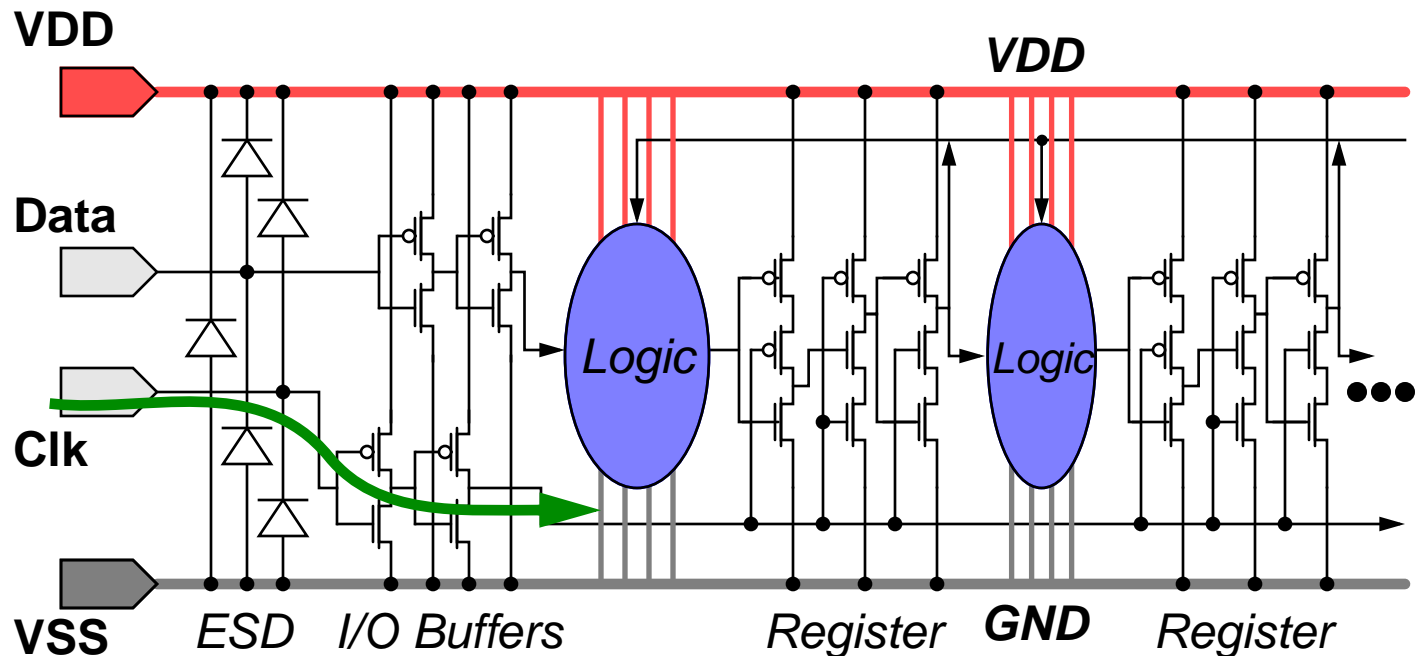 VDD
VDD
Data
Logic
Logic
Clk
VSS
ESD
I/O Buffers
Register
GND
Register